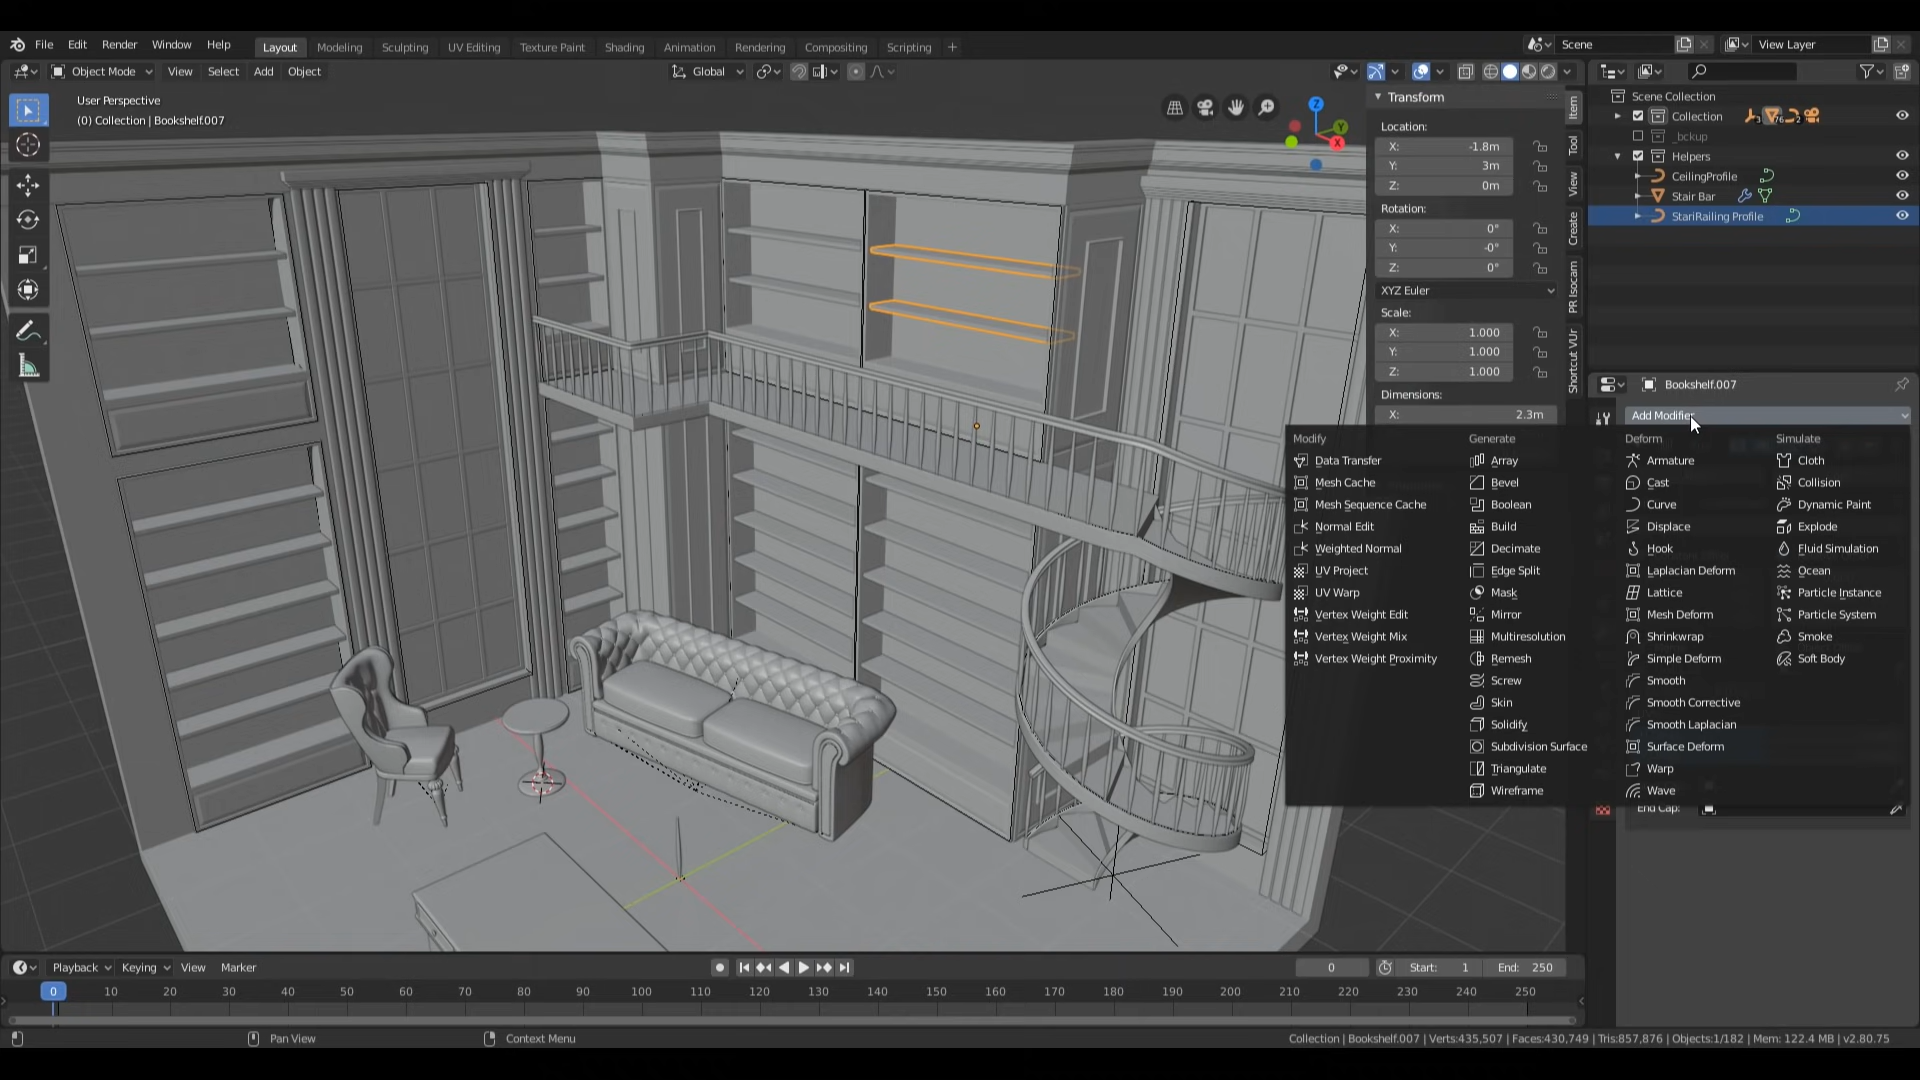 File Edit Render Window Help Layout Modeling Sculpting UV Editing Texture Paint Shading Animation Rendering Compositing Scripting + Scene View Layer
Object Mode View Select Add Object Global
User Perspective
(0) Collection | Bookshelf.007
Z
Y
X
Transform
Location:
X: -1.8m
Y: 3m
Z: 0m
Rotation:
X: 0°
Y: -0°
Z: 0°
XYZ Euler
Scale:
X: 1.000
Y: 1.000
Z: 1.000
Dimensions:
X: 2.3m
Item
Tool
View
Create
PR Isocam
Shortcut VUr
Scene Collection
Collection 3 76 2
_bckup
Helpers
CeilingProfile
Stair Bar
StariRailing Profile
Bookshelf.007
Add Modifier
Modify
Data Transfer
Mesh Cache
Mesh Sequence Cache
Normal Edit
Weighted Normal
UV Project
UV Warp
Vertex Weight Edit
Vertex Weight Mix
Vertex Weight Proximity
Generate
Array
Bevel
Boolean
Build
Decimate
Edge Split
Mask
Mirror
Multiresolution
Remesh
Screw
Skin
Solidify
Subdivision Surface
Triangulate
Wireframe
Deform
Armature
Cast
Curve
Displace
Hook
Laplacian Deform
Lattice
Mesh Deform
Shrinkwrap
Simple Deform
Smooth
Smooth Corrective
Smooth Laplacian
Surface Deform
Warp
Wave
Simulate
Cloth
Collision
Dynamic Paint
Explode
Fluid Simulation
Ocean
Particle Instance
Particle System
Smoke
Soft Body
End Cap:
Playback Keying View Marker 0 Start: 1 End: 250
0 10 20 30 40 50 60 70 80 90 100 110 120 130 140 150 160 170 180 190 200 210 220 230 240 250
Pan View Context Menu Collection | Bookshelf.007 | Verts:435,507 | Faces:430,749 | Tris:857,876 | Objects:1/182 | Mem: 122.4 MB | v2.80.75